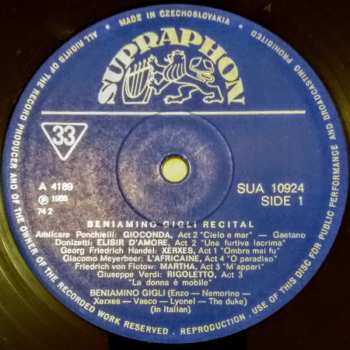 MADE IN CZECHOSLOVAKIA
ALL RIGHTS OF THE RECORD PRODUCER AND OF THE OWNER OF THE RECORDED WORK RESERVED. REPRODUCTION - USE OF THIS DISC FOR PUBLIC PERFORMANCE AND BROADCASTING PROHIBITED
SUPRAPHON
33
A 4189
SUA 10924
Ⓟ 1968
SIDE 1
74 2
BENIAMINO GIGLI RECITAL
Amilcare Ponchielli: GIOCONDA, Act 2 "Cielo e mar" — Gaetano
Donizetti: ELISIR D'AMORE, Act 2 "Una furtiva lacrima"
Georg Friedrich Handel: XERXES, Act 1 "Ombra mai fu"
Giacomo Meyerbeer: L'AFRICAINE, Act 4 "O paradiso"
Friedrich von Flotow: MARTHA, Act 3 "M'appari"
Giuseppe Verdi: RIGOLETTO, Act 3
"La donna è mobile"
BENIAMINO GIGLI (Enzo — Nemorino —
Xerxes — Vasco — Lyonel — The duke)
(in Italian)